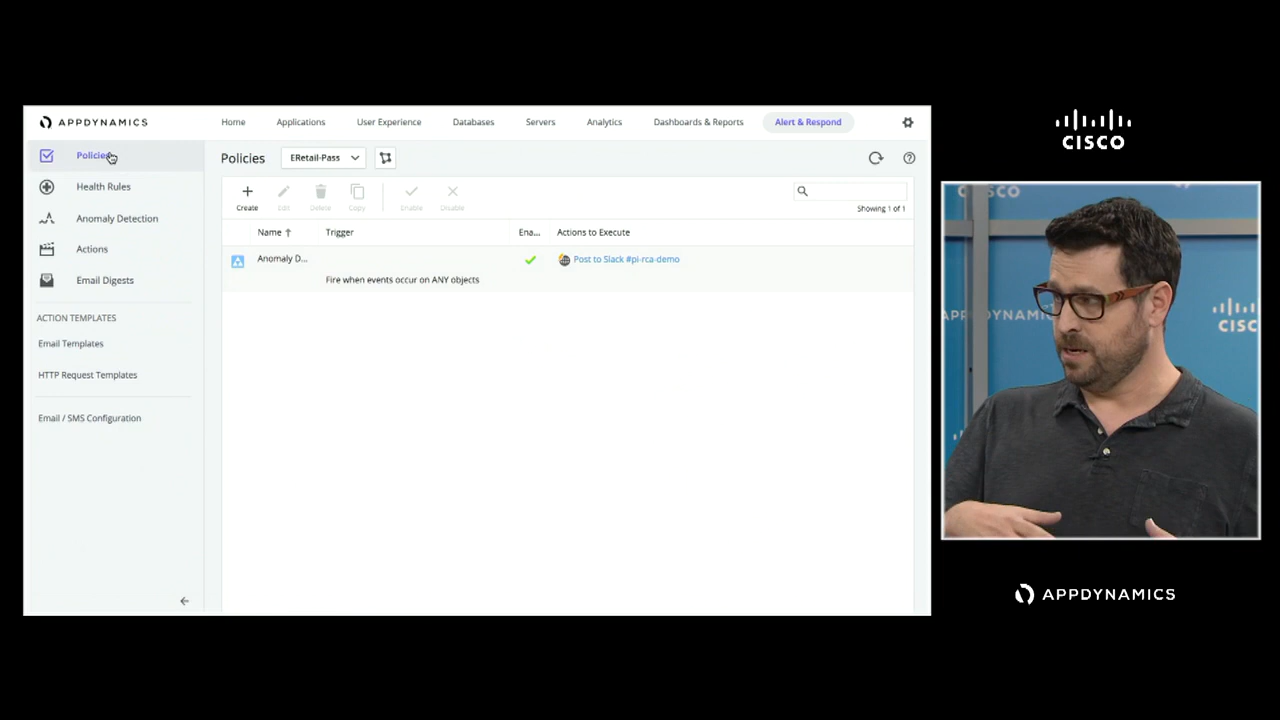 APPDYNAMICS
Home
Applications
User Experience
Databases
Servers
Analytics
Dashboards & Reports
Alert & Respond
Policies
Health Rules
Anomaly Detection
Actions
Email Digests
ACTION TEMPLATES
Email Templates
HTTP Request Templates
Email / SMS Configuration
Policies
ERetail-Pass
Create
Edit
Delete
Copy
Enable
Disable
Showing 1 of 1
Name
Trigger
Ena...
Actions to Execute
Anomaly D...
Post to Slack #pi-rca-demo
Fire when events occur on ANY objects
CISCO
CISCO
APPDYNAMIC
CISC
APPDYNAMICS